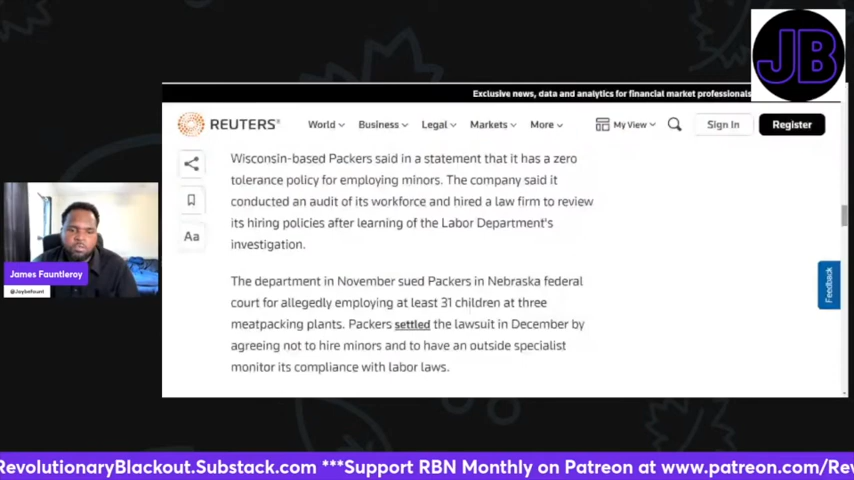 JB
Exclusive news, data and analytics for financial market professionals
REUTERS
World
Business
Legal
Markets
More
My View
Sign In
Register
Wisconsin-based Packers said in a statement that it has a zero
tolerance policy for employing minors. The company said it
conducted an audit of its workforce and hired a law firm to review
its hiring policies after learning of the Labor Department's
investigation.
Aa
The department in November sued Packers in Nebraska federal
court for allegedly employing at least 31 children at three
meatpacking plants. Packers settled the lawsuit in December by
agreeing not to hire minors and to have an outside specialist
monitor its compliance with labor laws.
Feedback
James Fauntleroy
@Jaybefaunt
RevolutionaryBlackout.Substack.com ***Support RBN Monthly on Patreon at www.patreon.com/Rev